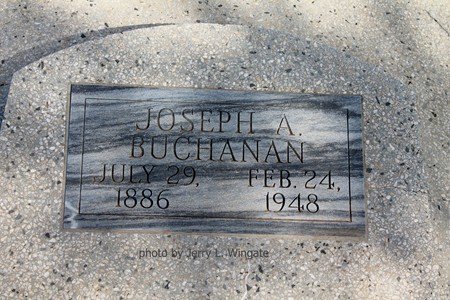 JOSEPH A.
BUCHANAN
JULY 29, FEB. 24,
1886 1948
photo by Jerry L. Wingate